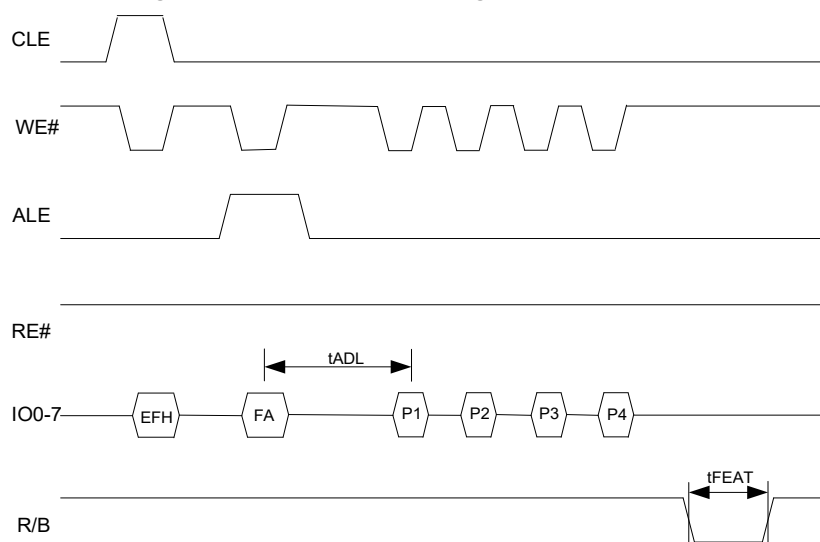 CLE
WE#
ALE
RE#
tADL
IO0-7
EFH
FA
P1
P2
P3
P4
tFEAT
R/B